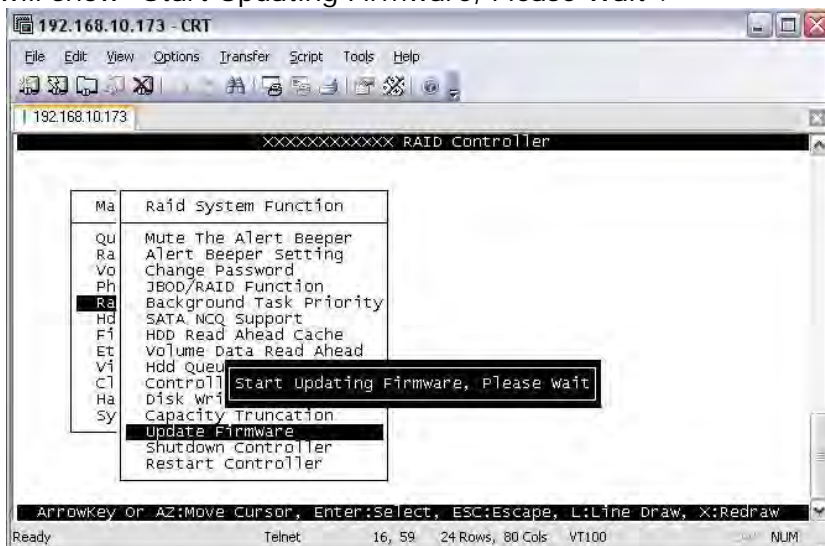 will show "Start Updating Firmware, Please Wait".
192.168.10.173 - CRT
File Edit View Options Transfer Script Tools Help
192.168.10.173
XXXXXXXXXXXX RAID Controller
Ma
Raid System Function
Qu
Mute The Alert Beeper
Ra
Alert Beeper Setting
Vo
Change Password
Ph
JBOD/RAID Function
Ra
Background Task Priority
Hd
SATA NCQ Support
Fi
HDD Read Ahead Cache
Et
Volume Data Read Ahead
Vi
Hdd Queu
Cl
Controll
Start Updating Firmware, Please Wait
Ha
Disk Wri
Sy
Capacity Truncation
Update Firmware
Shutdown Controller
Restart Controller
ArrowKey Or AZ:Move Cursor, Enter:Select, ESC:Escape, L:Line Draw, X:Redraw
Ready Telnet 16, 59 24 Rows, 80 Cols VT100 NUM